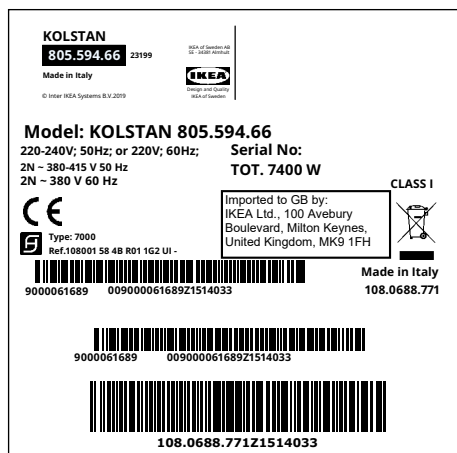 KOLSTAN
805.594.66 23199
Made in Italy
© Inter IKEA Systems B.V.2019
IKEA of Sweden AB
SE - 34381 Älmhult
IKEA
Design and Quality
IKEA of Sweden
Model: KOLSTAN 805.594.66
220-240V; 50Hz; or 220V; 60Hz;
2N ~ 380-415 V 50 Hz
2N ~ 380 V 60 Hz
Serial No:
TOT. 7400 W
CLASS I
CE
Imported to GB by:
IKEA Ltd., 100 Avebury
Boulevard, Milton Keynes,
United Kingdom, MK9 1FH
Type: 7000
Ref.108001 58 4B R01 1G2 UI -
Made in Italy
108.0688.771
9000061689 009000061689Z1514033
9000061689 009000061689Z1514033
108.0688.771Z1514033